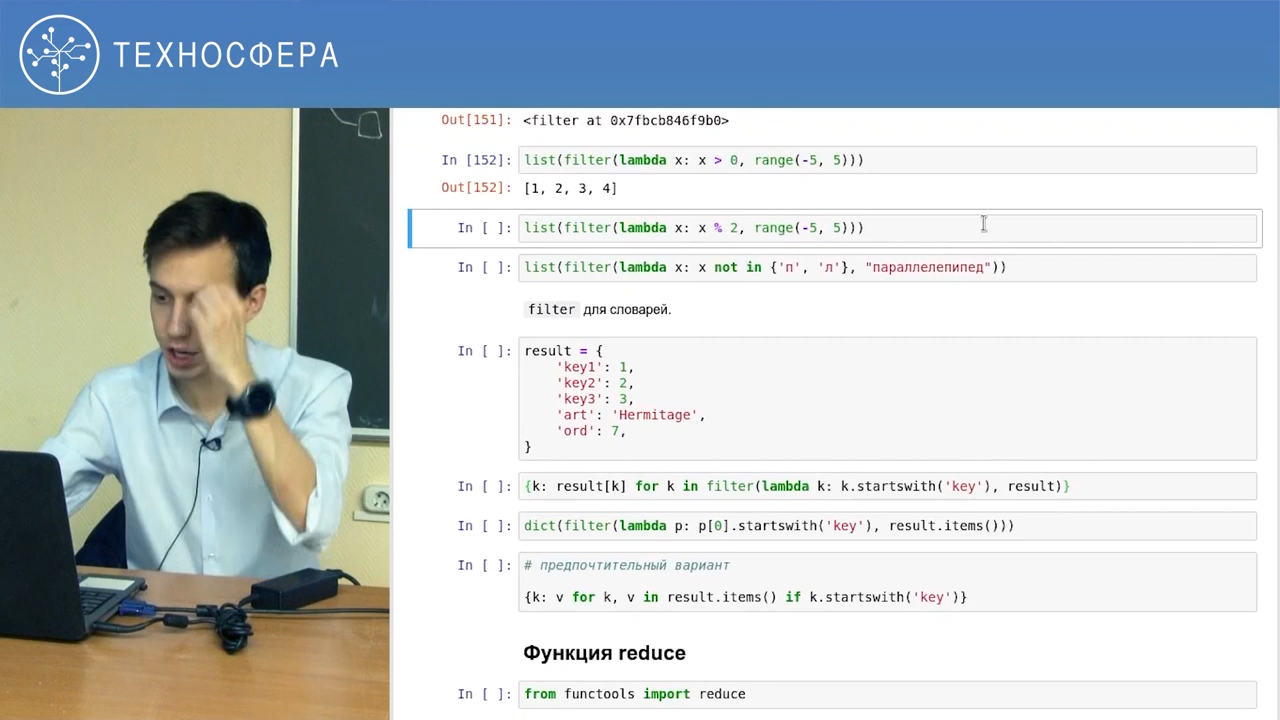 ТЕХНОСФЕРА
Out[151]: <filter at 0x7fbcb846f9b0>
In [152]: list(filter(lambda x: x > 0, range(-5, 5)))
Out[152]: [1, 2, 3, 4]
In [ ]: list(filter(lambda x: x % 2, range(-5, 5)))
In [ ]: list(filter(lambda x: x not in {'п', 'л'}, "параллелепипед"))
filter для словарей.
In [ ]: result = {
'key1': 1,
'key2': 2,
'key3': 3,
'art': 'Hermitage',
'ord': 7,
}
In [ ]: {k: result[k] for k in filter(lambda k: k.startswith('key'), result)}
In [ ]: dict(filter(lambda p: p[0].startswith('key'), result.items()))
In [ ]: # предпочтительный вариант
{k: v for k, v in result.items() if k.startswith('key')}
Функция reduce
In [ ]: from functools import reduce